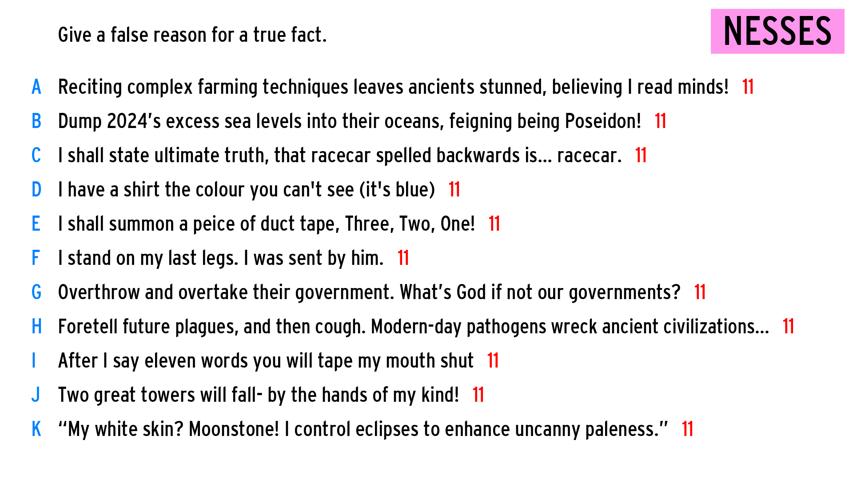 Give a false reason for a true fact.
NESSES
A Reciting complex farming techniques leaves ancients stunned, believing I read minds! 11
B Dump 2024's excess sea levels into their oceans, feigning being Poseidon! 11
C I shall state ultimate truth, that racecar spelled backwards is... racecar. 11
D I have a shirt the colour you can't see (it's blue) 11
E I shall summon a peice of duct tape, Three, Two, One! 11
F I stand on my last legs. I was sent by him. 11
G Overthrow and overtake their government. What's God if not our governments? 11
H Foretell future plagues, and then cough. Modern-day pathogens wreck ancient civilizations... 11
I After I say eleven words you will tape my mouth shut 11
J Two great towers will fall- by the hands of my kind! 11
K “My white skin? Moonstone! I control eclipses to enhance uncanny paleness.” 11